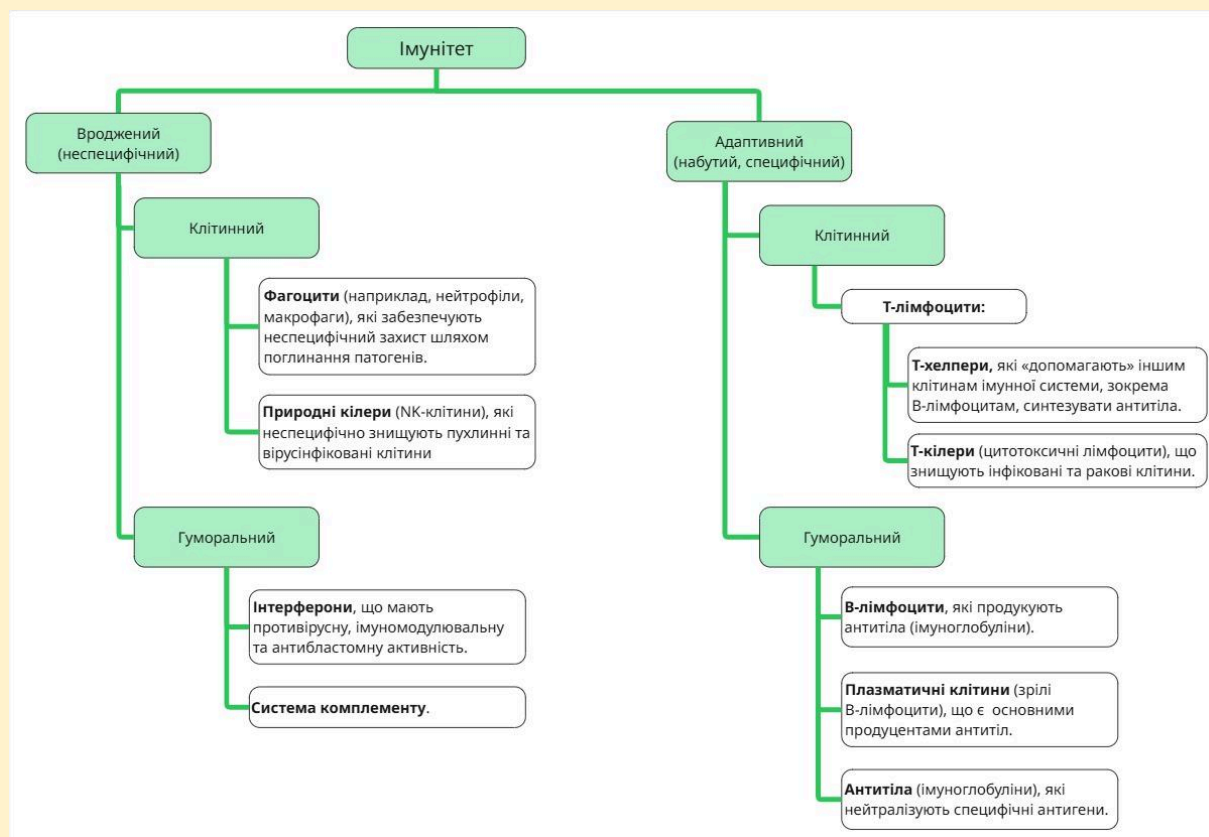 Імунітет
Вроджений
(неспецифічний)
Клітинний
Фагоцити (наприклад, нейтрофіли,
макрофаги), які забезпечують
неспецифічний захист шляхом
поглинання патогенів.
Природні кілери (NK-клітини), які
неспецифічно знищують пухлинні та
вірусінфіковані клітини
Гуморальний
Інтерферони, що мають
противірусну, імуномодулювальну
та антибластомну активність.
Система комплементу.
Адаптивний
(набутий, специфічний)
Клітинний
Т-лімфоцити:
Т-хелпери, які «допомагають» іншим
клітинам імунної системи, зокрема
В-лімфоцитам, синтезувати антитіла.
Т-кілери (цитотоксичні лімфоцити), що
знищують інфіковані та ракові клітини.
Гуморальний
В-лімфоцити, які продукують
антитіла (імуноглобуліни).
Плазматичні клітини (зрілі
В-лімфоцити), що є основними
продуцентами антитіл.
Антитіла (імуноглобуліни), які
нейтралізують специфічні антигени.